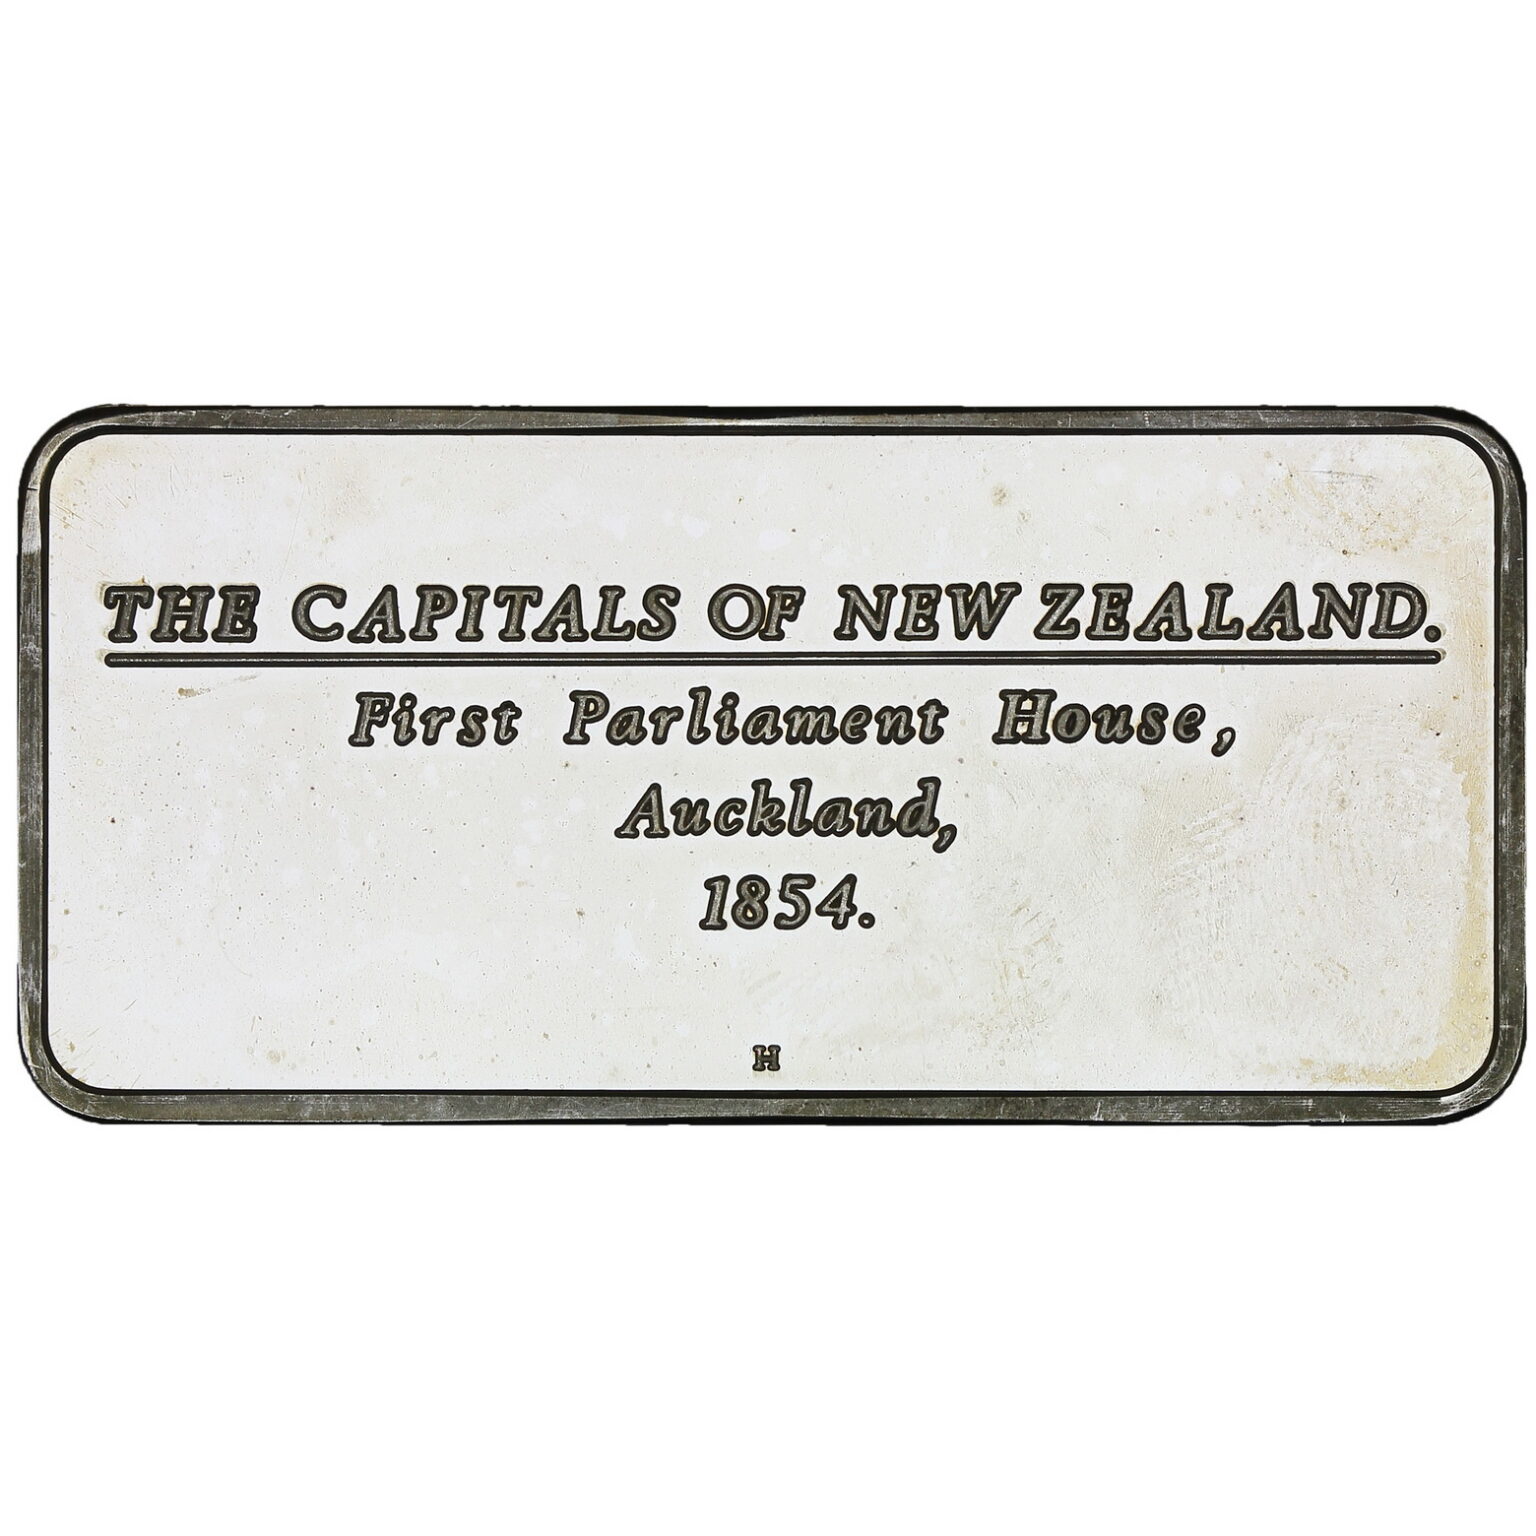 THE CAPITALS OF NEW ZEALAND.
First Parliament House,
Auckland,
1854.
H